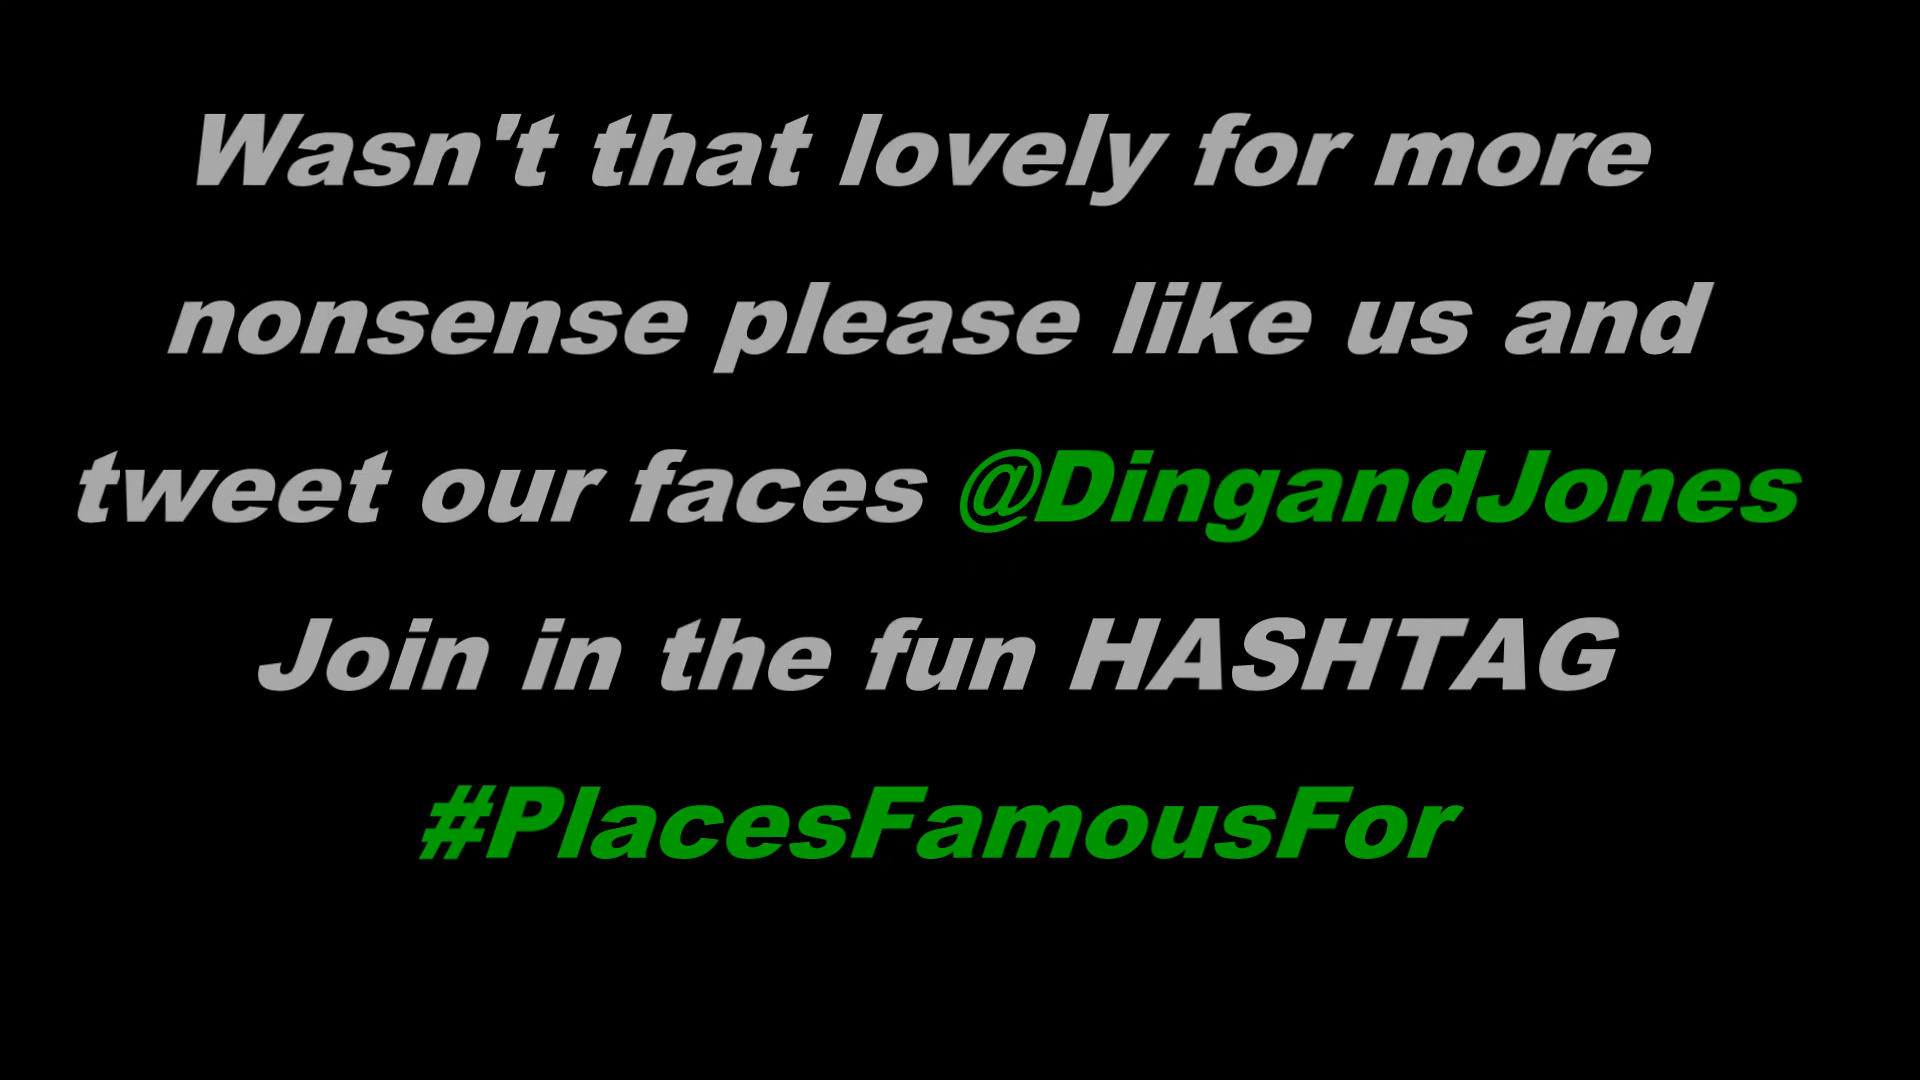 Wasn't that lovely for more
nonsense please like us and
tweet our faces @DingandJones
Join in the fun HASHTAG
#PlacesFamousFor